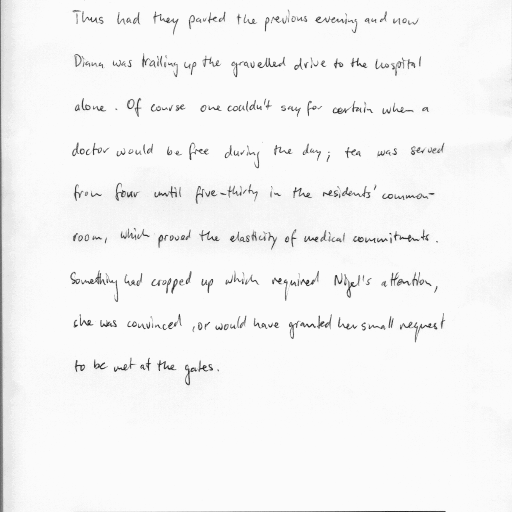 Thus had they parted the previous evening and now
Diana was trailing up the gravelled drive to the hospital
alone. Of course one couldn't say for certain when a
doctor would be free during the day; tea was served
from four until five-thirty in the residents' common-
room, which proved the elasticity of medical commitments.
Something had cropped up which required Nigel's attention,
she was convinced, or would have granted her small request
to be met at the gates.